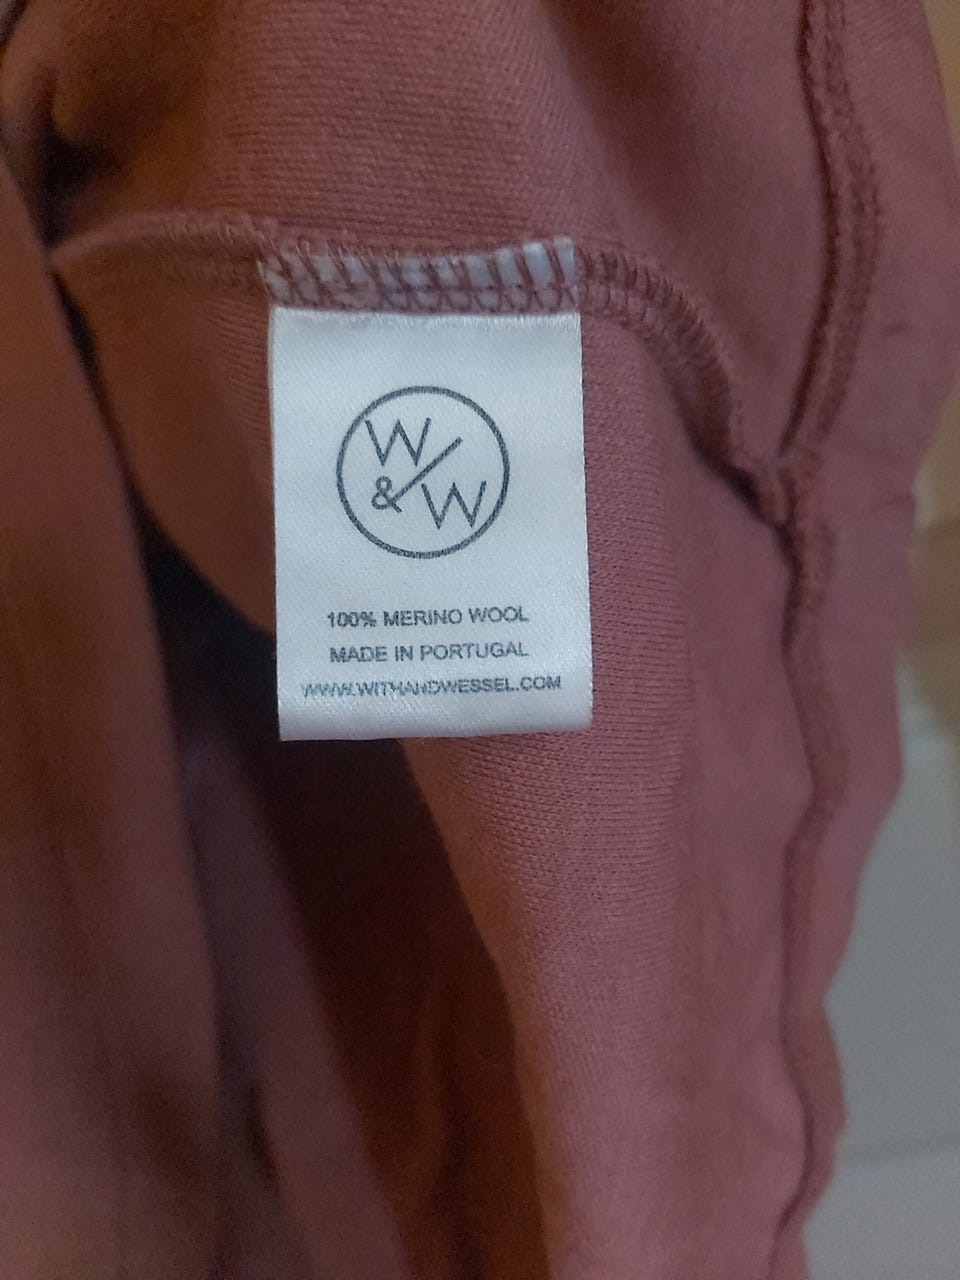 W
& W
100% MERINO WOOL
MADE IN PORTUGAL
WWW.WITHANDWESSEL.COM